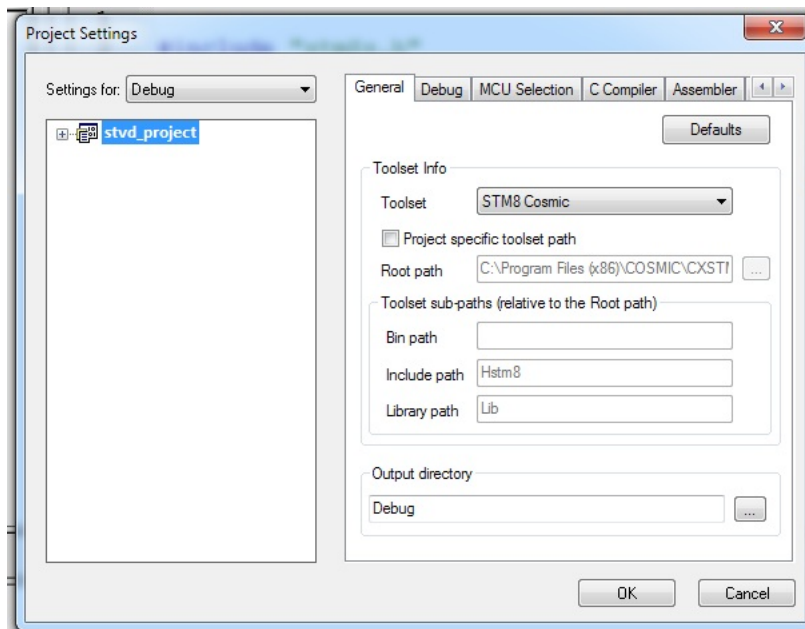 Project Settings
Settings for: Debug
stvd_project
General Debug MCU Selection C Compiler Assembler
Defaults
Toolset Info
Toolset STM8 Cosmic
Project specific toolset path
Root path C:\Program Files (x86)\COSMIC\CXSTM ...
Toolset sub-paths (relative to the Root path)
Bin path
Include path Hstm8
Library path Lib
Output directory
Debug ...
OK Cancel